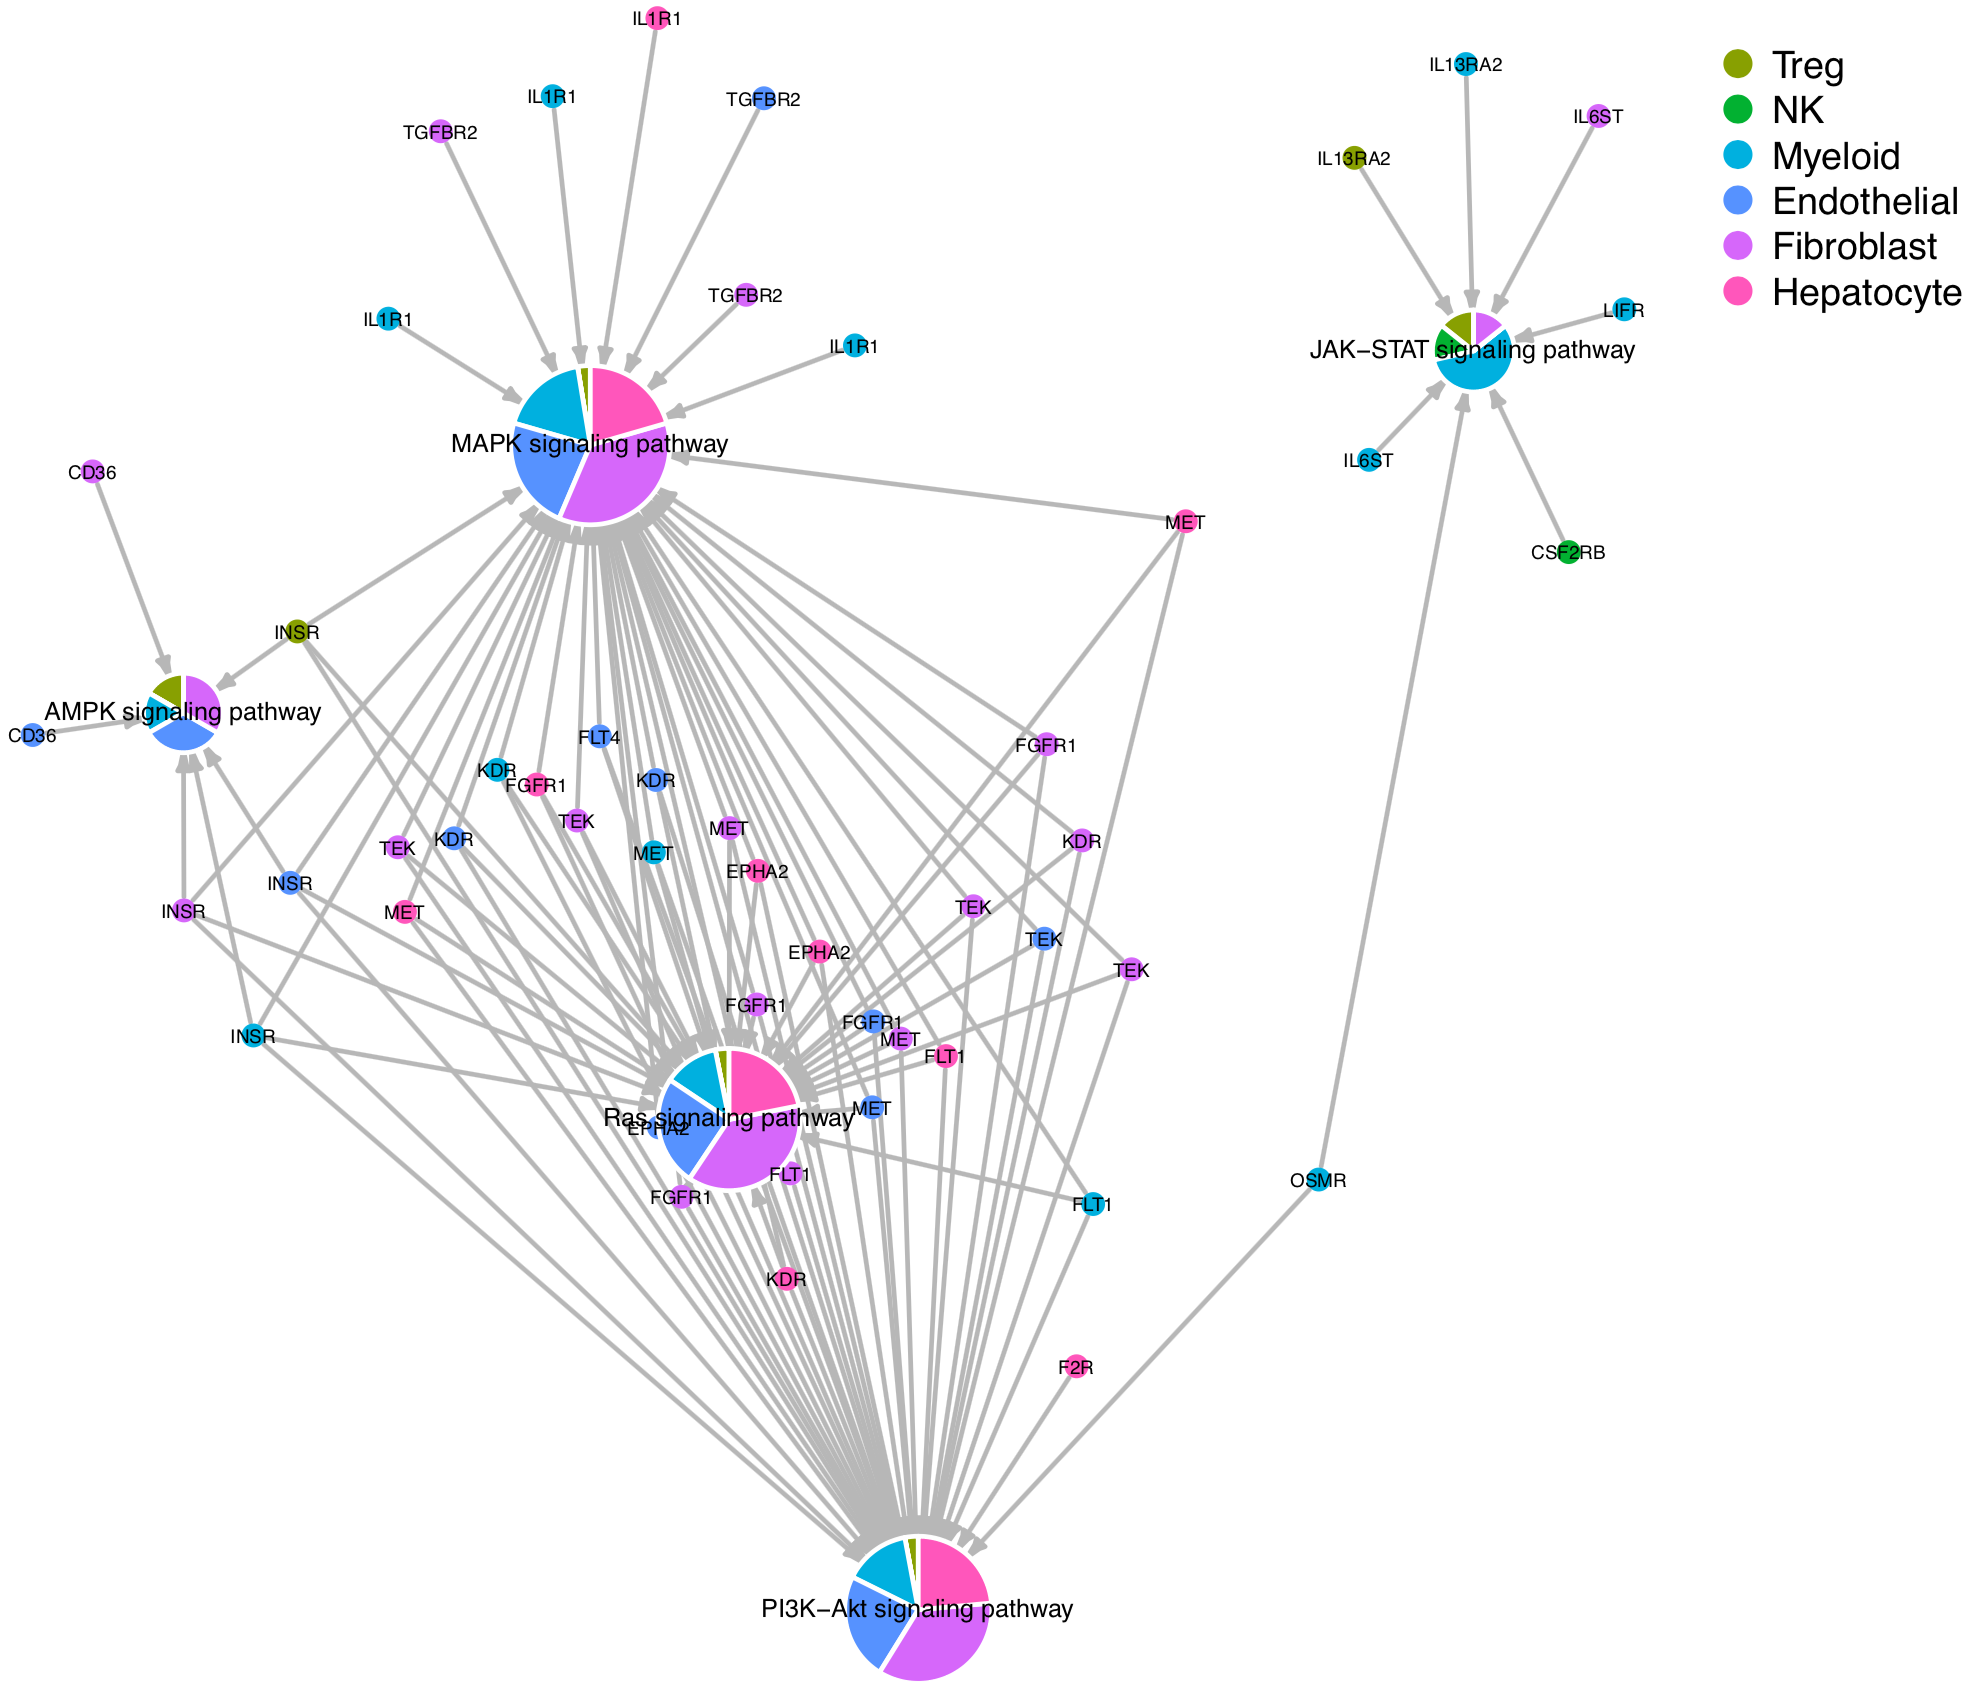 IL1R1
IL13RA2
Treg
IL1R1
TGFBR2
NK
IL6ST
TGFBR2
Myeloid
IL13RA2
Endothelial
Fibroblast
TGFBR2
Hepatocyte
LIFR
IL1R1
IL1R1
JAK−STAT signaling pathway
MAPK signaling pathway
IL6ST
CD36
MET
CSF2RB
INSR
AMPK signaling pathway
CD36
FLT4
FGFR1
KDR
KDR
FGFR1
TEK
MET
KDR
KDR
TEK
MET
EPHA2
INSR
TEK
INSR
MET
TEK
EPHA2
TEK
FGFR1
FGFR1
INSR
MET
FLT1
MET
Ras signaling pathway
EPHA2
FLT1
OSMR
FGFR1
FLT1
KDR
F2R
PI3K−Akt signaling pathway